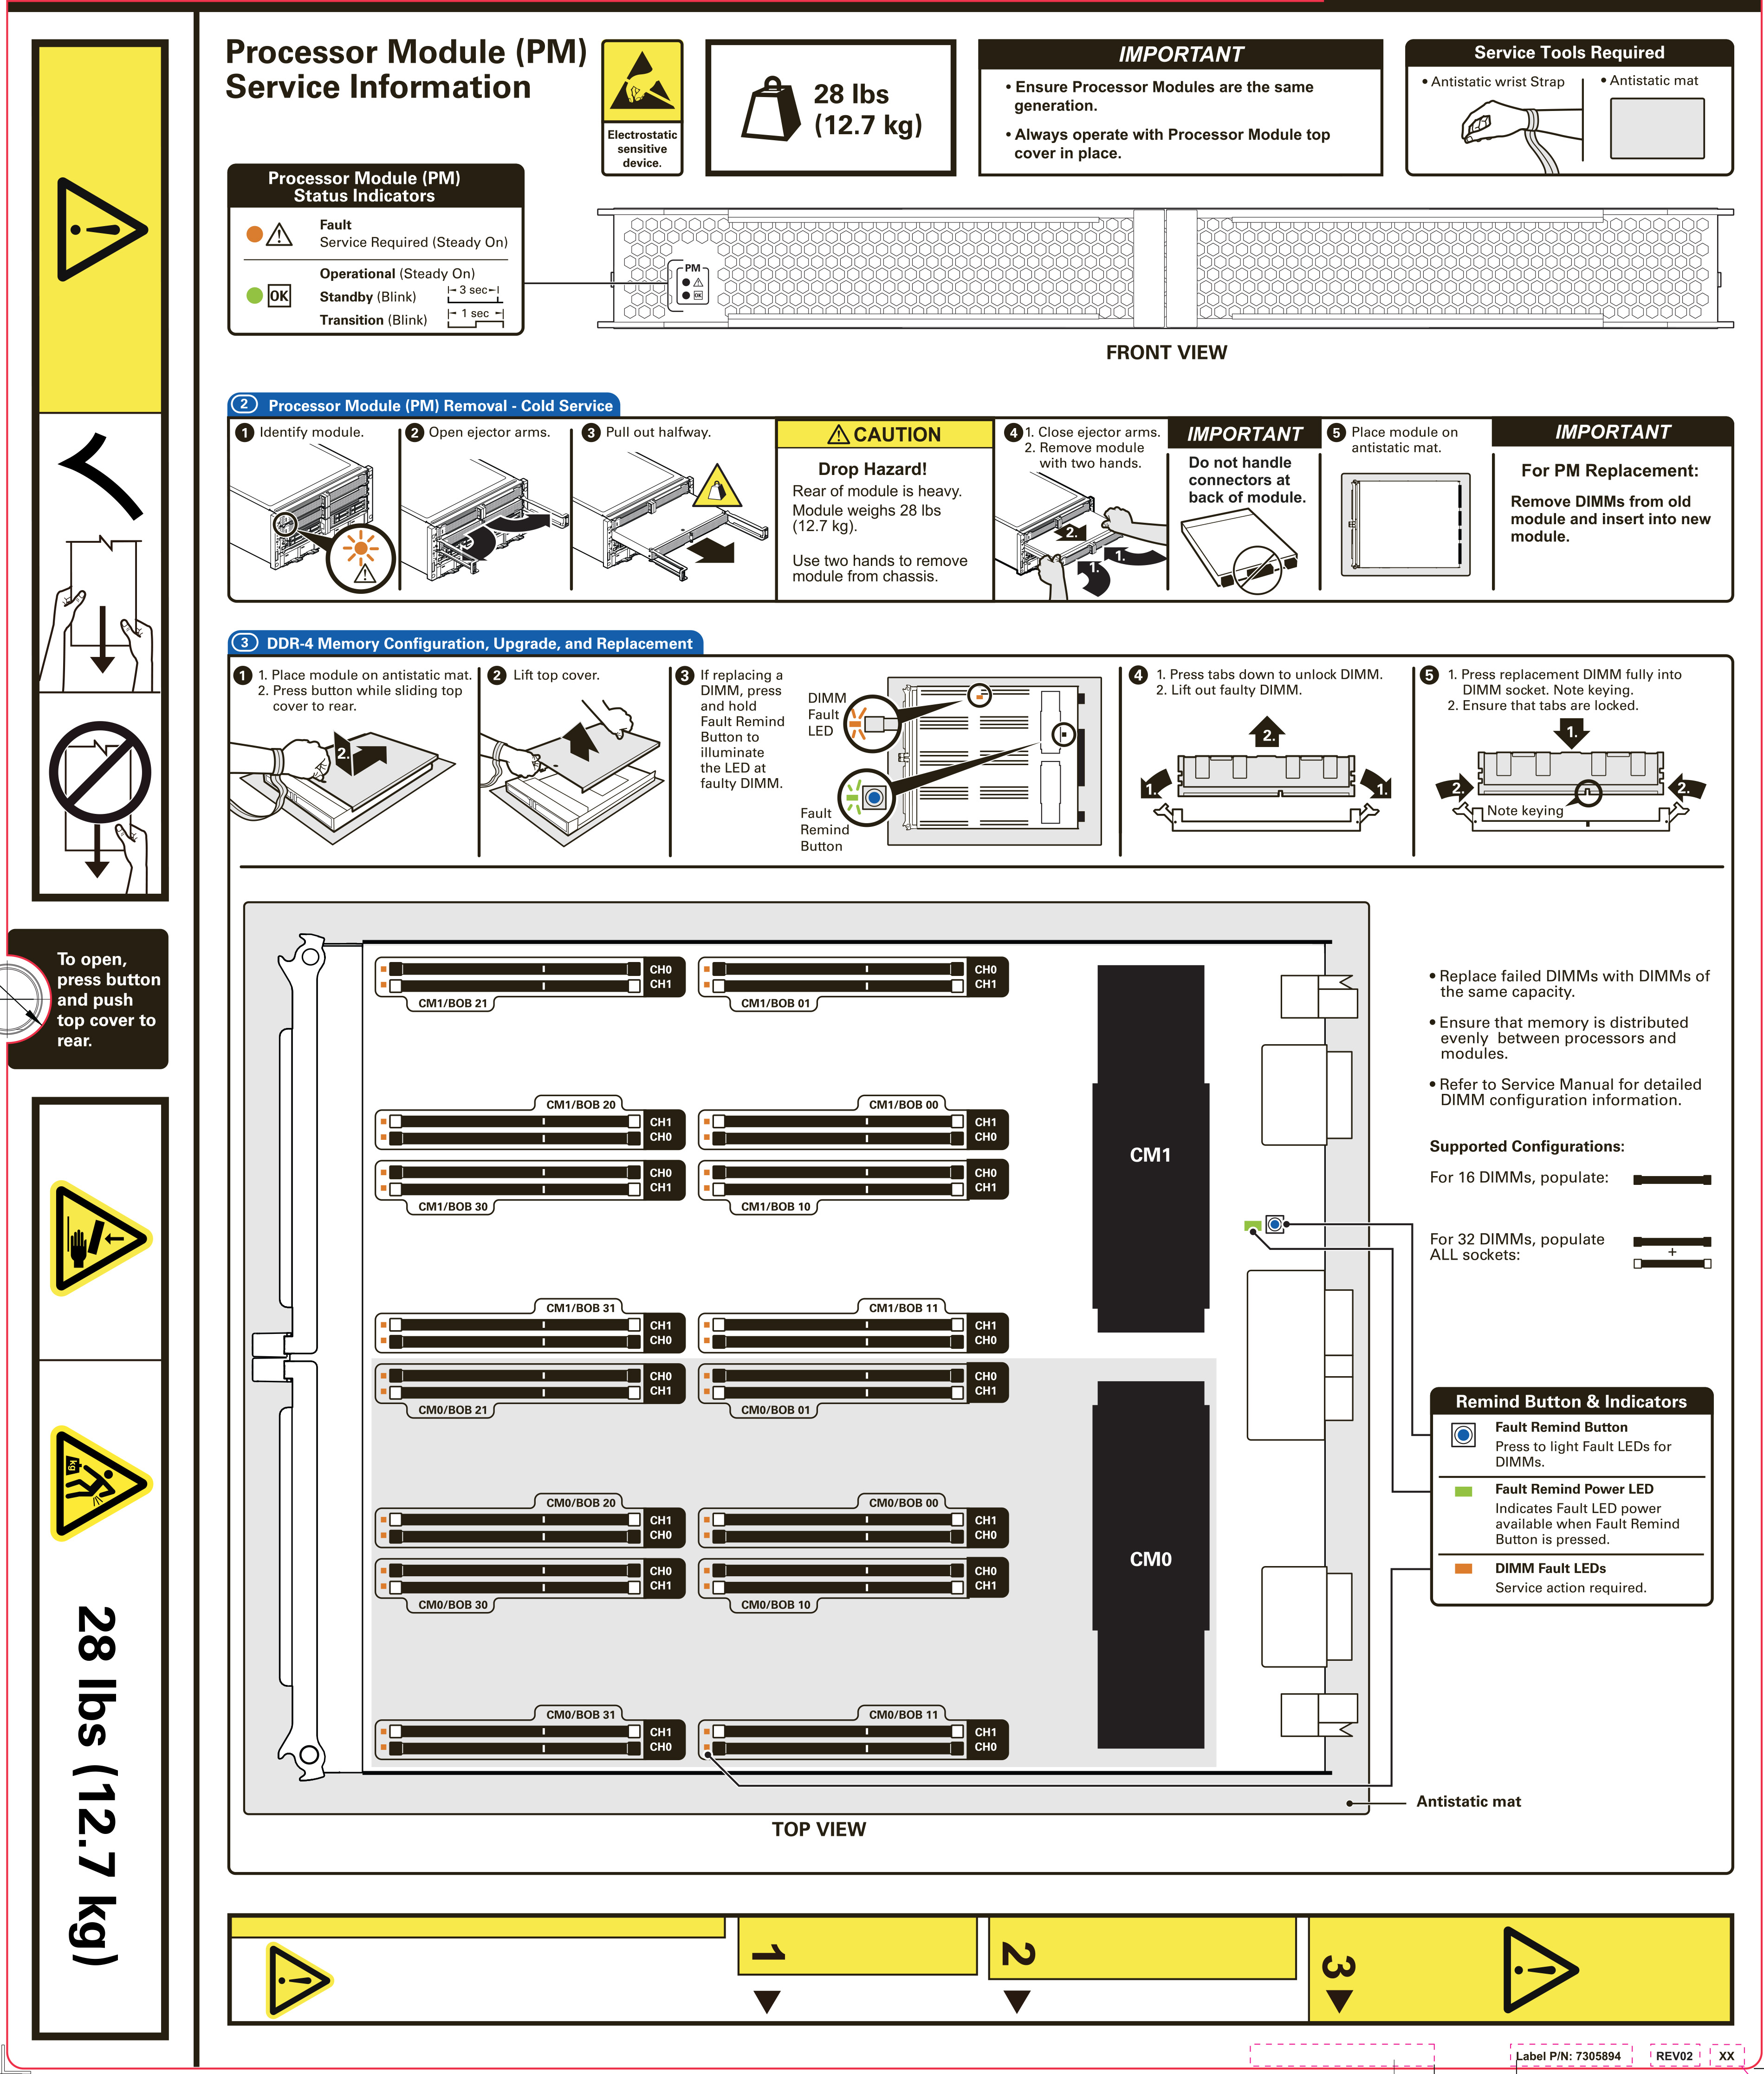 Processor Module (PM)
Service Information
Electrostatic
sensitive
device.
28 lbs
(12.7 kg)
IMPORTANT
• Ensure Processor Modules are the same
generation.
• Always operate with Processor Module top
cover in place.
Service Tools Required
• Antistatic wrist Strap
• Antistatic mat
Processor Module (PM)
Status Indicators
Fault
Service Required (Steady On)
OK
Operational (Steady On)
Standby (Blink)
3 sec
Transition (Blink)
1 sec
PM
OK
FRONT VIEW
2 Processor Module (PM) Removal - Cold Service
1 Identify module.
2 Open ejector arms.
3 Pull out halfway.
CAUTION
Drop Hazard!
Rear of module is heavy.
Module weighs 28 lbs
(12.7 kg).
Use two hands to remove
module from chassis.
4 1. Close ejector arms.
2. Remove module
with two hands.
2.
1.
1.
IMPORTANT
Do not handle
connectors at
back of module.
5 Place module on
antistatic mat.
IMPORTANT
For PM Replacement:
Remove DIMMs from old
module and insert into new
module.
3 DDR-4 Memory Configuration, Upgrade, and Replacement
1 1. Place module on antistatic mat.
2. Press button while sliding top
cover to rear.
2.
2 Lift top cover.
3 If replacing a
DIMM, press
and hold
Fault Remind
Button to
illuminate
the LED at
faulty DIMM.
DIMM
Fault
LED
Fault
Remind
Button
4 1. Press tabs down to unlock DIMM.
2. Lift out faulty DIMM.
2.
1.
1.
5 1. Press replacement DIMM fully into
DIMM socket. Note keying.
2. Ensure that tabs are locked.
1.
2.
2.
Note keying
CH0
CH1
CM1/BOB 21
CH0
CH1
CM1/BOB 01
CM1/BOB 20
CH1
CH0
CM1/BOB 00
CH1
CH0
CH0
CH1
CM1/BOB 30
CH0
CH1
CM1/BOB 10
CM1/BOB 31
CH1
CH0
CM1/BOB 11
CH1
CH0
CH0
CH1
CM0/BOB 21
CH0
CH1
CM0/BOB 01
CM0/BOB 20
CH1
CH0
CM0/BOB 00
CH1
CH0
CH0
CH1
CM0/BOB 30
CH0
CH1
CM0/BOB 10
CM0/BOB 31
CH1
CH0
CM0/BOB 11
CH1
CH0
CM1
CM0
• Replace failed DIMMs with DIMMs of
the same capacity.
• Ensure that memory is distributed
evenly between processors and
modules.
• Refer to Service Manual for detailed
DIMM configuration information.
Supported Configurations:
For 16 DIMMs, populate:
For 32 DIMMs, populate
ALL sockets:
+
Remind Button & Indicators
Fault Remind Button
Press to light Fault LEDs for
DIMMs.
Fault Remind Power LED
Indicates Fault LED power
available when Fault Remind
Button is pressed.
DIMM Fault LEDs
Service action required.
Antistatic mat
TOP VIEW
To open,
press button
and push
top cover to
rear.
kg
28 lbs (12.7 kg)
1
2
3
Label P/N: 7305894
REV02
XX